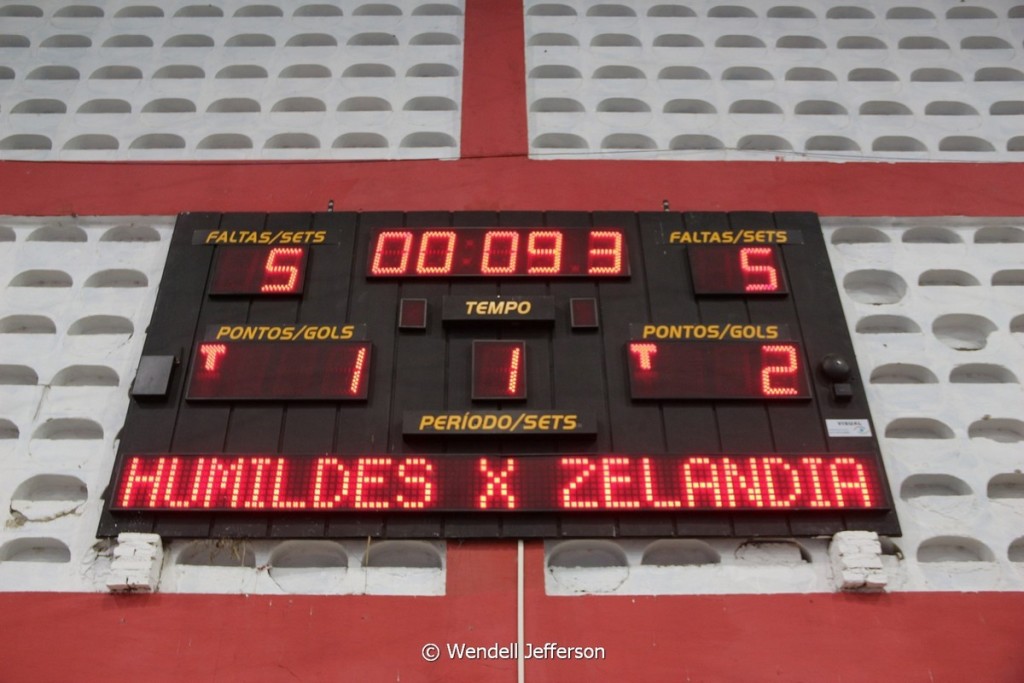 FALTAS/SETS 00:09.3 FALTAS/SETS
5 5
TEMPO
PONTOS/GOLS PONTOS/GOLS
T 1 1 T 2
PERÍODO/SETS
HUMILDES X ZELANDIA
© Wendell Jefferson